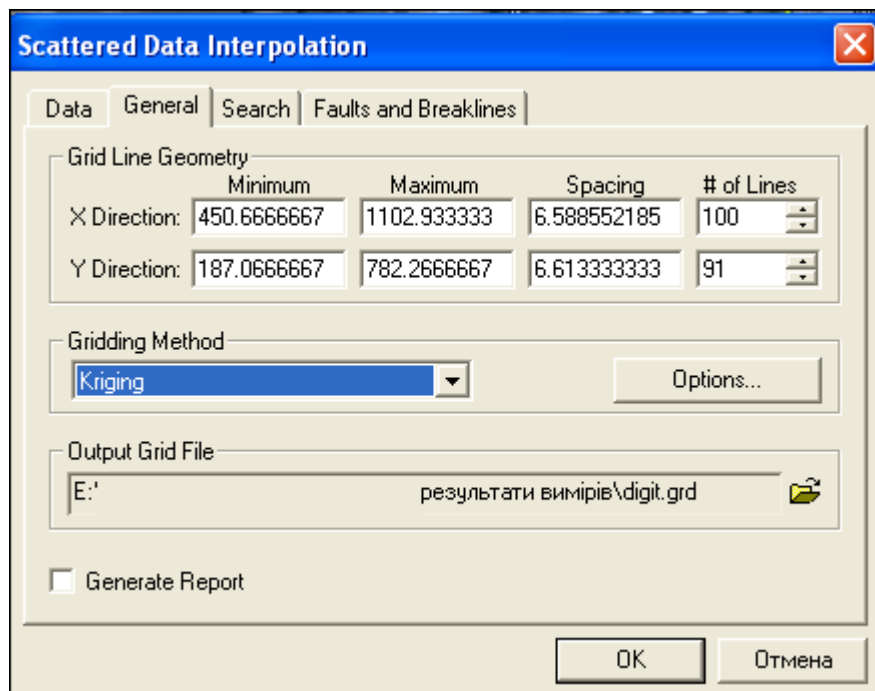 Scattered Data Interpolation
Data General Search Faults and Breaklines
Grid Line Geometry
Minimum Maximum Spacing # of Lines
X Direction: 450.6666667 1102.933333 6.588552185 100
Y Direction: 187.0666667 782.2666667 6.613333333 91
Gridding Method
Kriging Options...
Output Grid File
E:' результати вимірів\digit.grd
Generate Report
OK Отмена